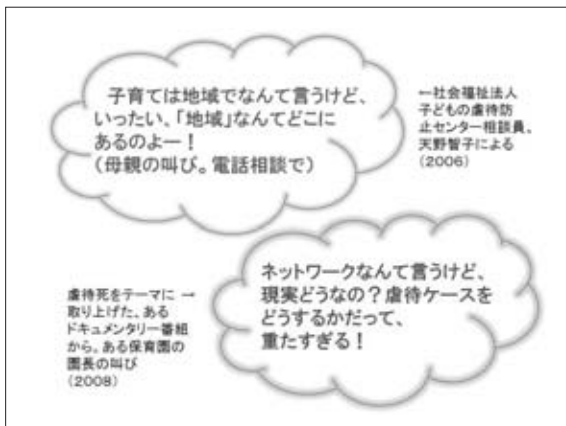 子育ては地域でなんて言うけど、
いったい、「地域」なんてどこに
あるのよー！
（母親の叫び。電話相談で）
←社会福祉法人
子どもの虐待防
止センター相談員、
天野智子による
（2006）
ネットワークなんて言うけど、
現実どうなの？虐待ケースを
どうするかだって、
重たすぎる！
虐待死をテーマに →
取り上げた、ある
ドキュメンタリー番組
から。ある保育園の
園長の叫び
（2008）